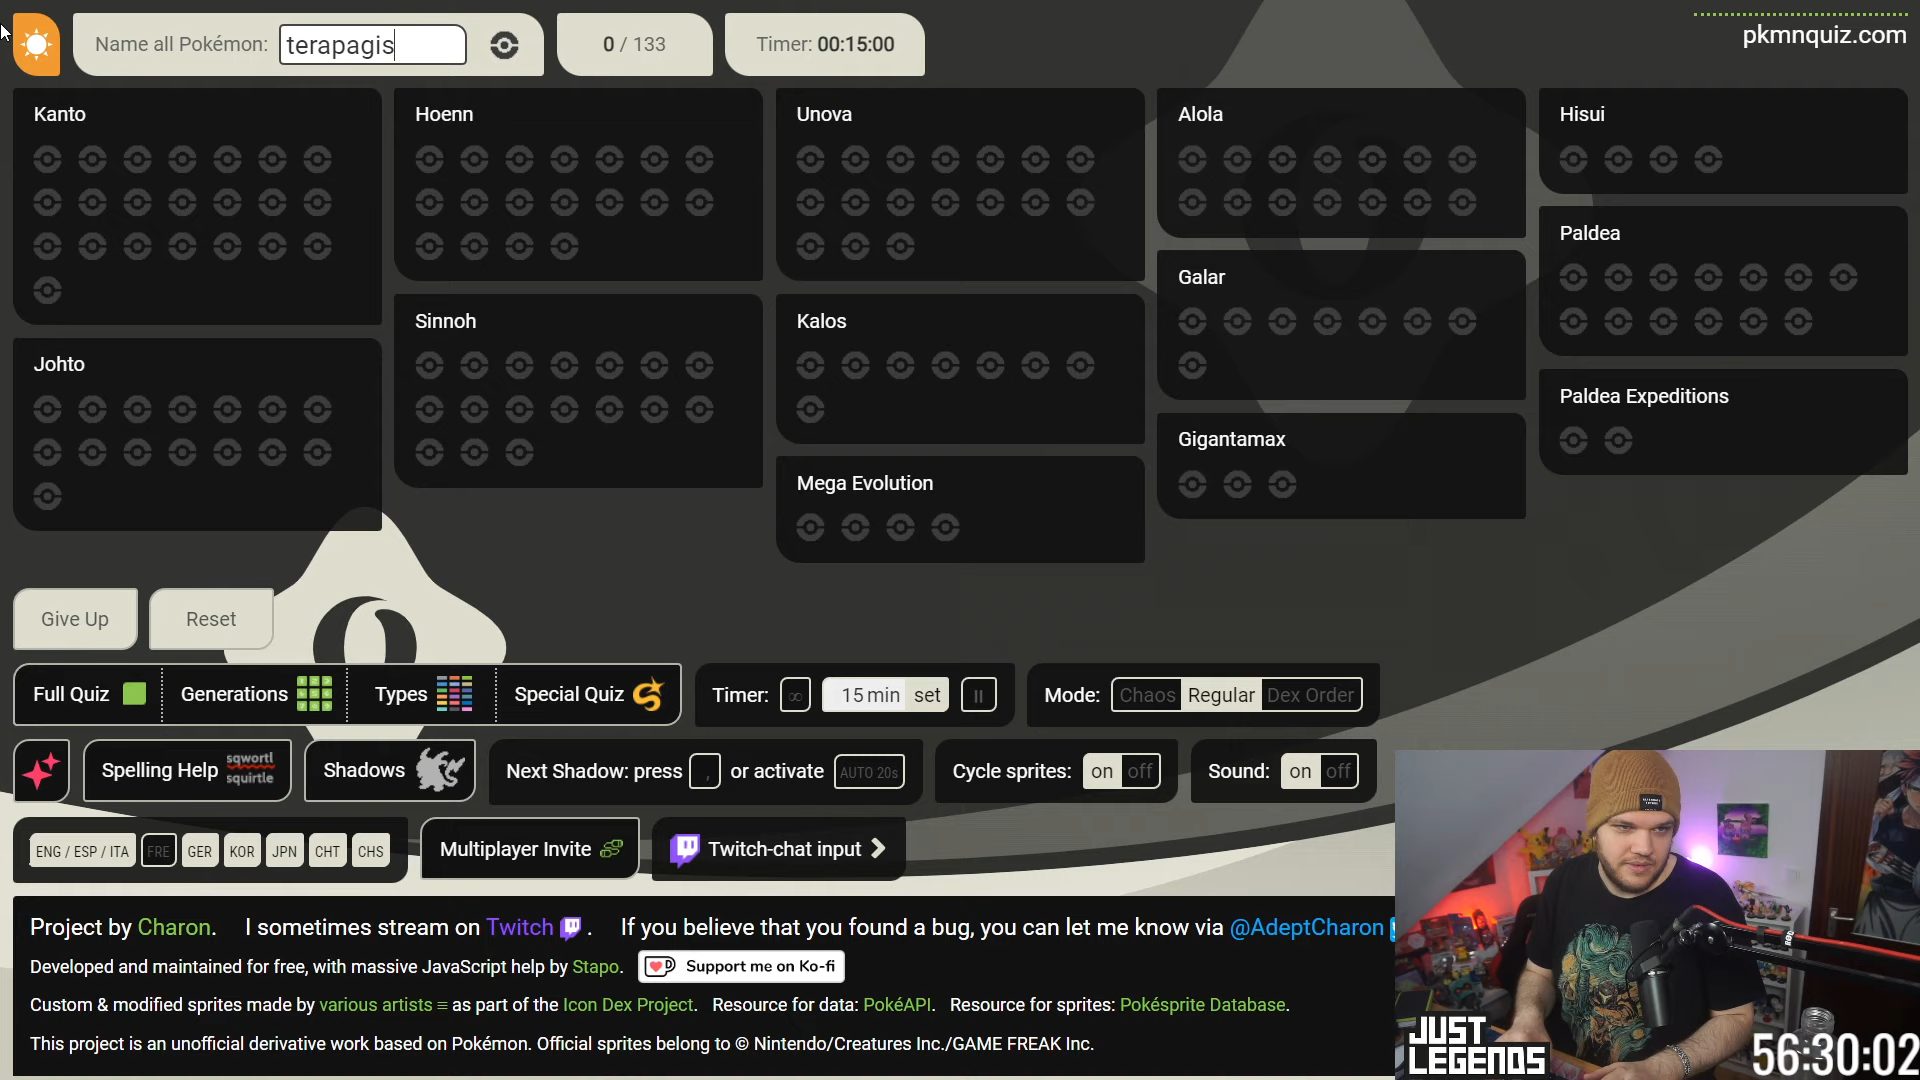 Name all Pokémon: terapagis
0 / 133
Timer: 00:15:00
pkmnquiz.com
Kanto
Hoenn
Unova
Alola
Hisui
Paldea
Galar
Sinnoh
Kalos
Johto
Paldea Expeditions
Gigantamax
Mega Evolution
Give Up
Reset
Full Quiz
Generations
Types
Special Quiz
Timer: ∞ 15 min set
Mode: Chaos Regular Dex Order
Spelling Help
sqwortl
squirtle
Shadows
Next Shadow: press , or activate AUTO 20s
Cycle sprites: on off
Sound: on off
ENG / ESP / ITA FRE GER KOR JPN CHT CHS
Multiplayer Invite
Twitch-chat input
Project by Charon. I sometimes stream on Twitch . If you believe that you found a bug, you can let me know via @AdeptCharon
Developed and maintained for free, with massive JavaScript help by Stapo. Support me on Ko-fi
Custom & modified sprites made by various artists ≡ as part of the Icon Dex Project. Resource for data: PokéAPI. Resource for sprites: Pokésprite Database.
This project is an unofficial derivative work based on Pokémon. Official sprites belong to © Nintendo/Creatures Inc./GAME FREAK Inc.
JUST
LEGENDS
56:30:02